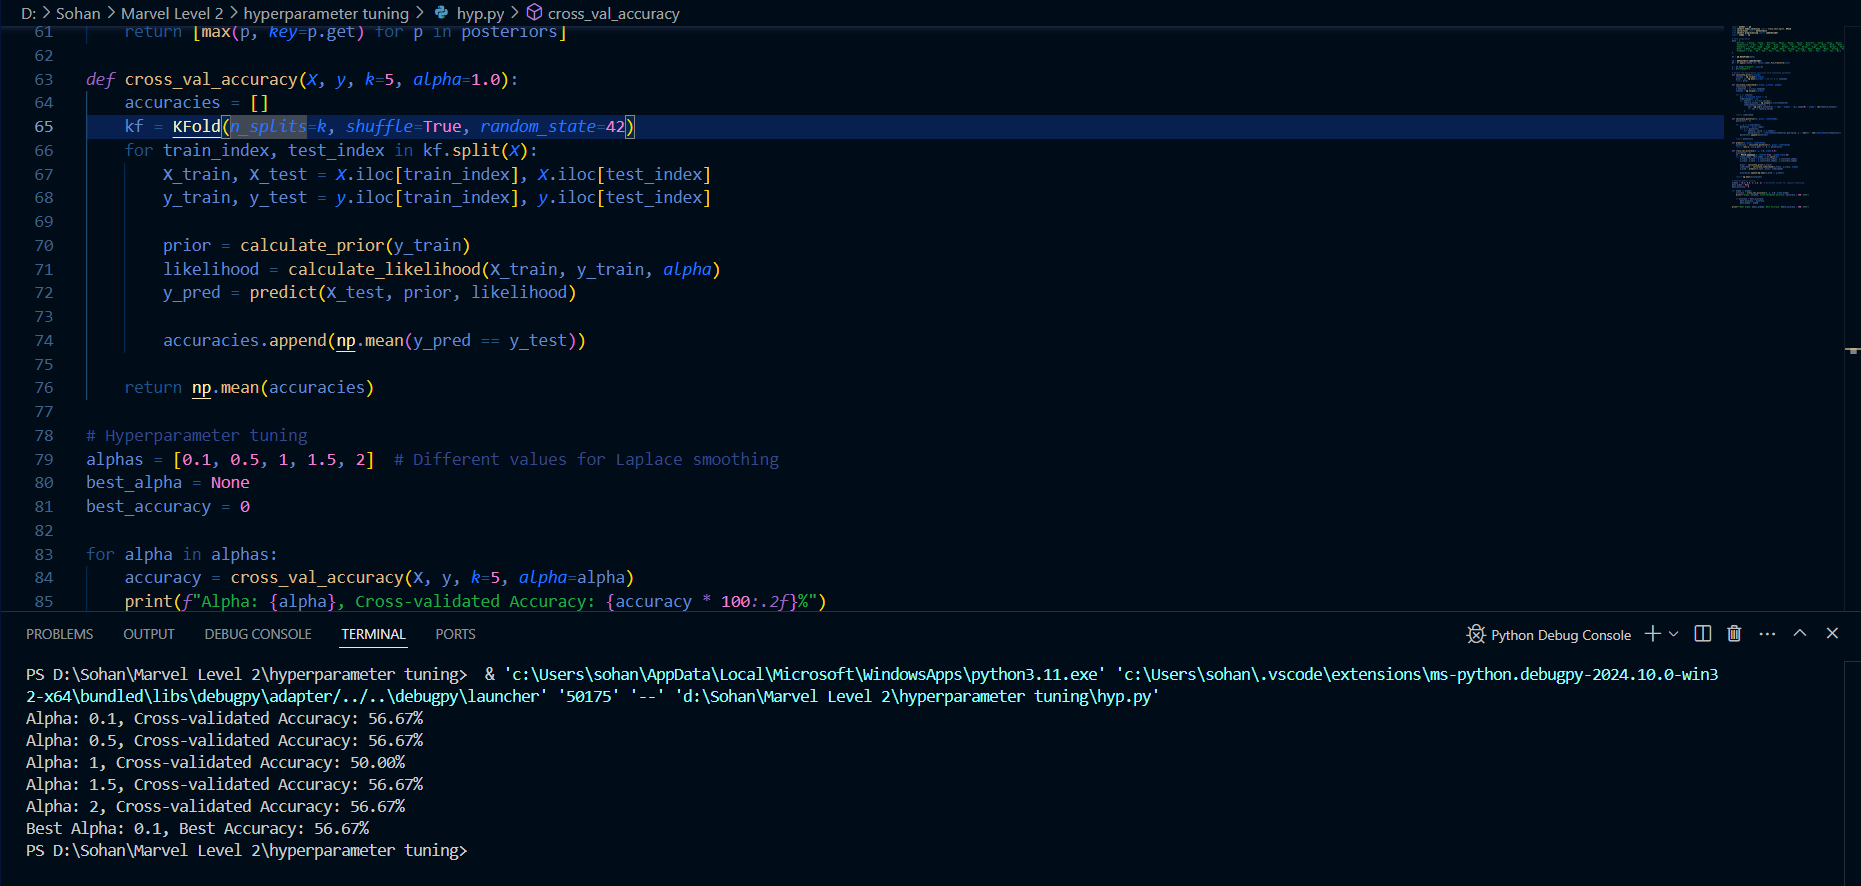 D: > Sohan > Marvel Level 2 > hyperparameter tuning > hyp.py > cross_val_accuracy
61 return [max(p, key=p.get) for p in posteriors]
62
63 def cross_val_accuracy(X, y, k=5, alpha=1.0):
64 accuracies = []
65 kf = KFold(n_splits=k, shuffle=True, random_state=42)
66 for train_index, test_index in kf.split(X):
67 X_train, X_test = X.iloc[train_index], X.iloc[test_index]
68 y_train, y_test = y.iloc[train_index], y.iloc[test_index]
69
70 prior = calculate_prior(y_train)
71 likelihood = calculate_likelihood(X_train, y_train, alpha)
72 y_pred = predict(X_test, prior, likelihood)
73
74 accuracies.append(np.mean(y_pred == y_test))
75
76 return np.mean(accuracies)
77
78 # Hyperparameter tuning
79 alphas = [0.1, 0.5, 1, 1.5, 2]  # Different values for Laplace smoothing
80 best_alpha = None
81 best_accuracy = 0
82
83 for alpha in alphas:
84 accuracy = cross_val_accuracy(X, y, k=5, alpha=alpha)
85 print(f"Alpha: {alpha}, Cross-validated Accuracy: {accuracy * 100:.2f}%")
PROBLEMS OUTPUT DEBUG CONSOLE TERMINAL PORTS Python Debug Console
PS D:\Sohan\Marvel Level 2\hyperparameter tuning>  & 'c:\Users\sohan\AppData\Local\Microsoft\WindowsApps\python3.11.exe' 'c:\Users\sohan\.vscode\extensions\ms-python.debugpy-2024.10.0-win3
2-x64\bundled\libs\debugpy\adapter/../..\debugpy\launcher' '50175' '--' 'd:\Sohan\Marvel Level 2\hyperparameter tuning\hyp.py'
Alpha: 0.1, Cross-validated Accuracy: 56.67%
Alpha: 0.5, Cross-validated Accuracy: 56.67%
Alpha: 1, Cross-validated Accuracy: 50.00%
Alpha: 1.5, Cross-validated Accuracy: 56.67%
Alpha: 2, Cross-validated Accuracy: 56.67%
Best Alpha: 0.1, Best Accuracy: 56.67%
PS D:\Sohan\Marvel Level 2\hyperparameter tuning>